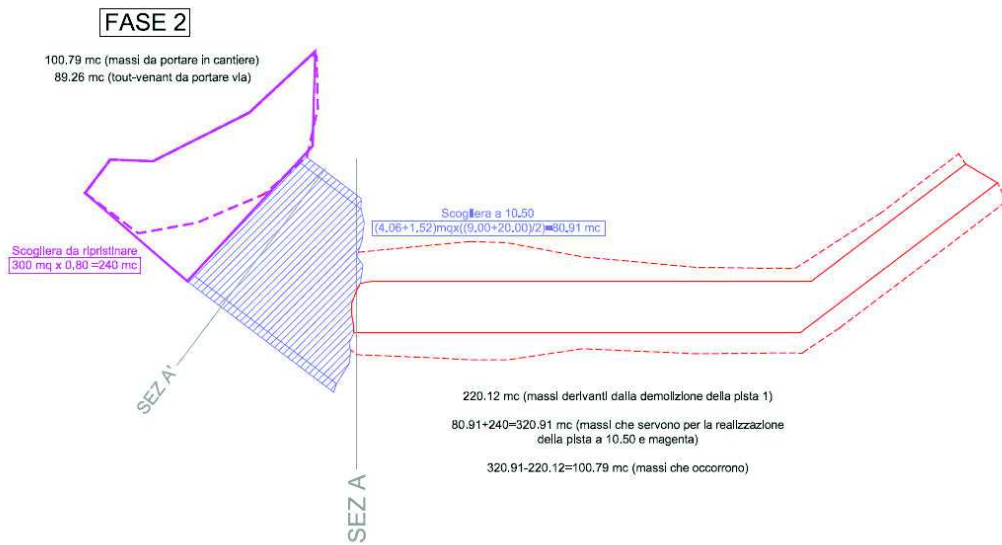 FASE 2
100.79 mc (massi da portare in cantiere)
89.26 mc (tout-venant da portare via)
Scogliera a 10.50
(4.06+1.52)mqx((9.00+20.00)/2)=80.91 mc
Scogliera da ripristinare
300 mq x 0,80 =240 mc
SEZ A'
SEZ A
220.12 mc (massi derivanti dalla demolizione della pista 1)
80.91+240=320.91 mc (massi che servono per la realizzazione
della pista a 10.50 e magenta)
320.91-220.12=100.79 mc (massi che occorrono)